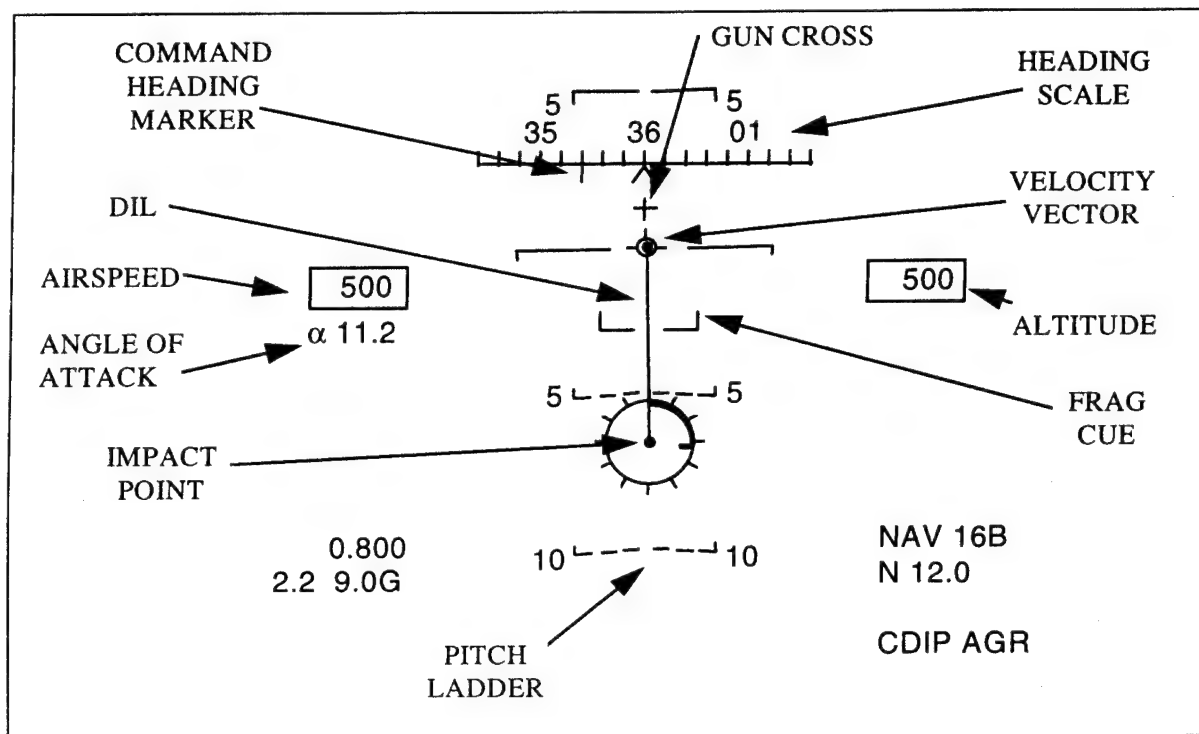 GUN CROSS
COMMAND
HEADING
MARKER
HEADING
SCALE
5 5
35 36 01
DIL
VELOCITY
VECTOR
AIRSPEED
500
500
ALTITUDE
α 11.2
ANGLE OF
ATTACK
5 5
FRAG
CUE
IMPACT
POINT
0.800
2.2 9.0G
10 10
NAV 16B
N 12.0
CDIP AGR
PITCH
LADDER